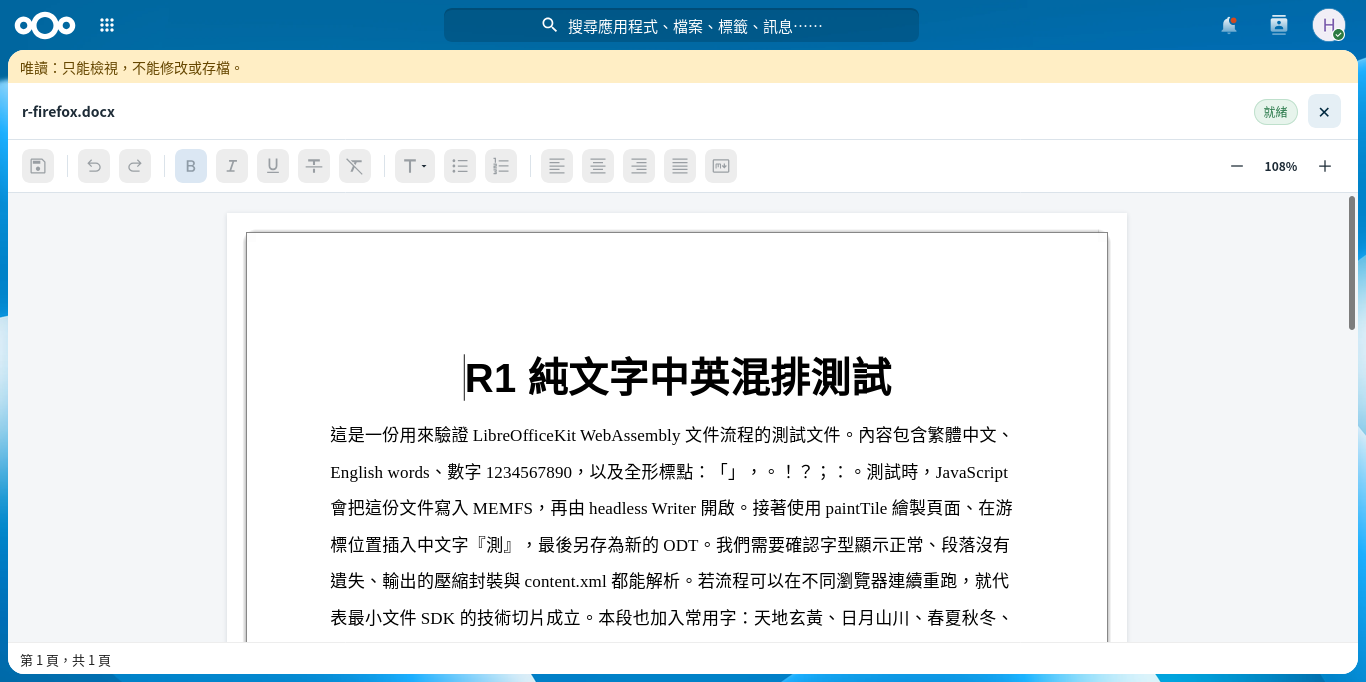 搜尋應用程式、檔案、標籤、訊息⋯⋯
H
唯讀：只能檢視，不能修改或存檔。
r-firefox.docx
就緒
108%
R1 純文字中英混排測試
這是一份用來驗證 LibreOfficeKit WebAssembly 文件流程的測試文件。內容包含繁體中文、
English words、數字 1234567890，以及全形標點：「」，。！？；：。測試時，JavaScript
會把這份文件寫入 MEMFS，再由 headless Writer 開啟。接著使用 paintTile 繪製頁面、在游
標位置插入中文字『測』，最後另存為新的 ODT。我們需要確認字型顯示正常、段落沒有
遺失、輸出的壓縮封裝與 content.xml 都能解析。若流程可以在不同瀏覽器連續重跑，就代
表最小文件 SDK 的技術切片成立。本段也加入常用字：天地玄黃、日月山川、春夏秋冬、
第 1 頁，共 1 頁